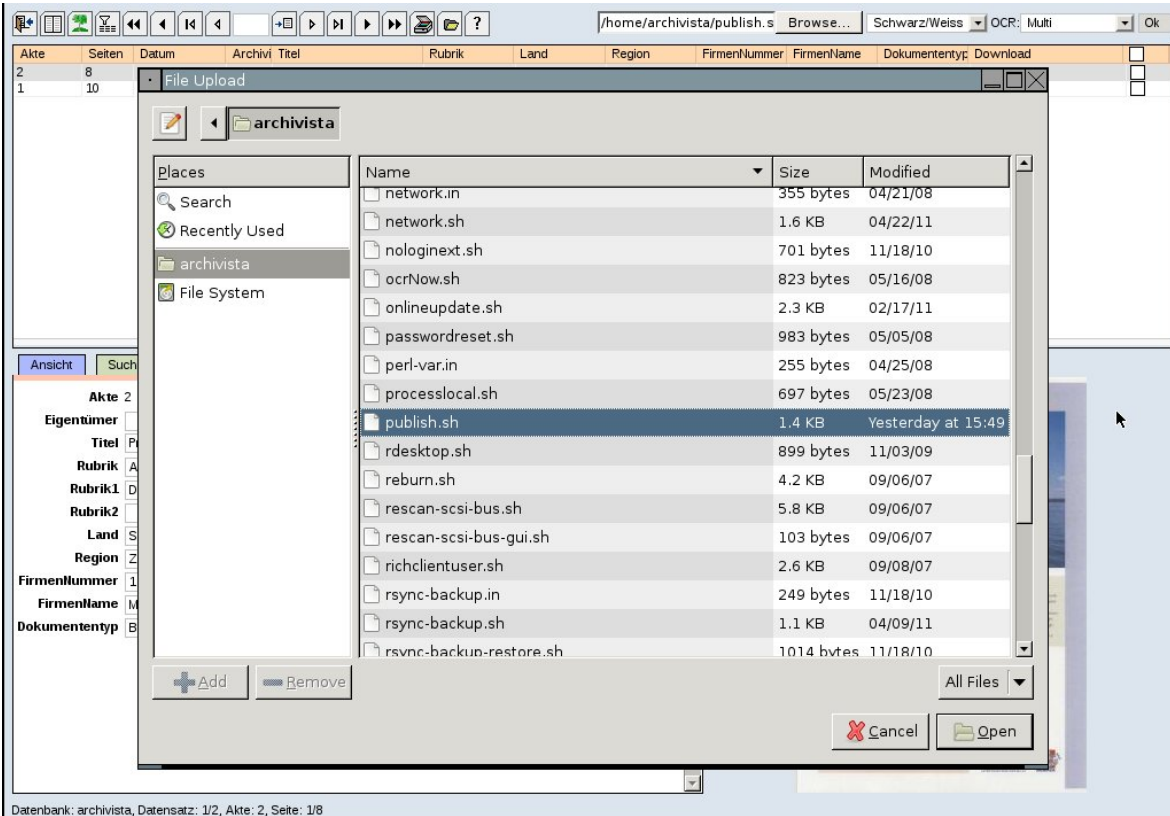 ? /home/archivista/publish.s Browse... Schwarz/Weiss OCR: Multi Ok
Akte Seiten Datum Archivi Titel Rubrik Land Region FirmenNummer FirmenName Dokumententyp Download
2 8
1 10
File Upload
archivista
Places Name Size Modified
network.in 355 bytes 04/21/08
Search
network.sh 1.6 KB 04/22/11
Recently Used
nologinext.sh 701 bytes 11/18/10
archivista
ocrNow.sh 823 bytes 05/16/08
File System
onlineupdate.sh 2.3 KB 02/17/11
passwordreset.sh 983 bytes 05/05/08
Ansicht Such
perl-var.in 255 bytes 04/25/08
Akte 2
processlocal.sh 697 bytes 05/23/08
Eigentümer
publish.sh 1.4 KB Yesterday at 15:49
Titel Pr
rdesktop.sh 899 bytes 11/03/09
Rubrik A
reburn.sh 4.2 KB 09/06/07
Rubrik1 D
rescan-scsi-bus.sh 5.8 KB 09/06/07
Rubrik2
Land S
rescan-scsi-bus-gui.sh 103 bytes 09/06/07
Region Z
richclientuser.sh 2.6 KB 09/08/07
FirmenNummer 1
rsync-backup.in 249 bytes 11/18/10
FirmenName M
rsync-backup.sh 1.1 KB 04/09/11
Dokumententyp B
rsync-backup-restore.sh 1014 bytes 11/18/10
Add Remove All Files
Cancel Open
Datenbank: archivista, Datensatz: 1/2, Akte: 2, Seite: 1/8